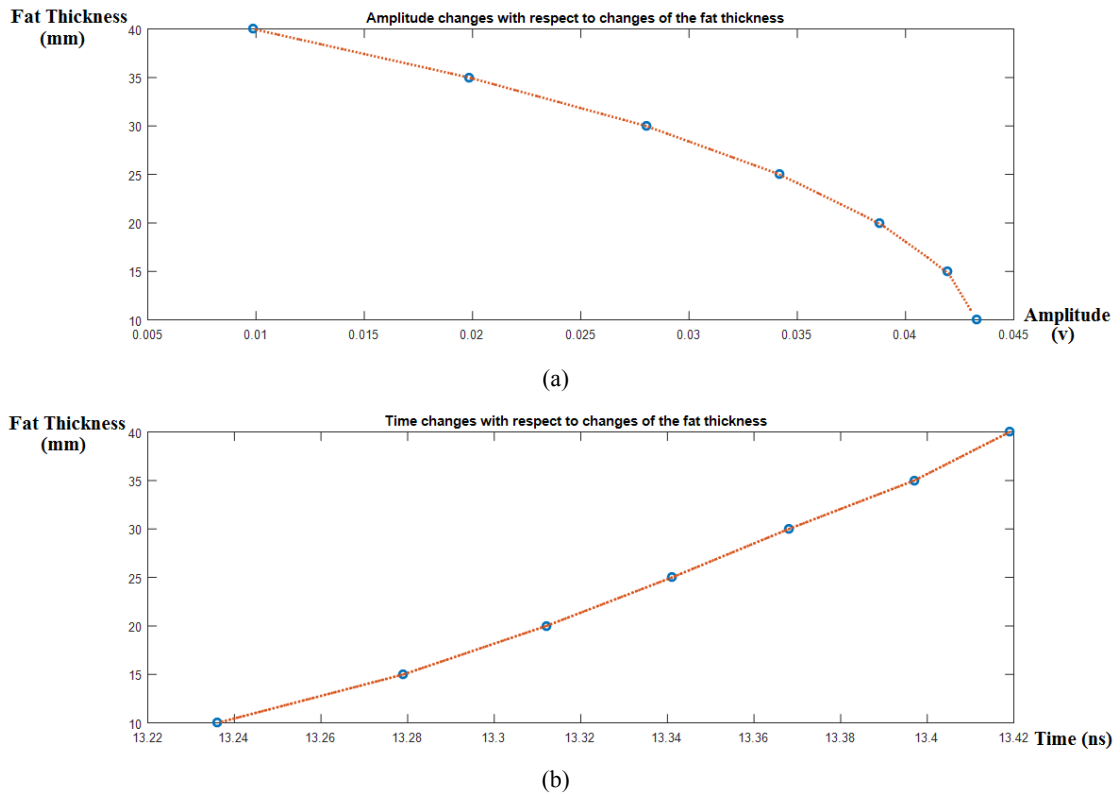 Fat Thickness
(mm)
Amplitude changes with respect to changes of the fat thickness
40
35
30
25
20
15
10
0.005 0.01 0.015 0.02 0.025 0.03 0.035 0.04 0.045
Amplitude
(v)
(a)
Fat Thickness
(mm)
Time changes with respect to changes of the fat thickness
40
35
30
25
20
15
10
13.22 13.24 13.26 13.28 13.3 13.32 13.34 13.36 13.38 13.4 13.42
Time (ns)
(b)